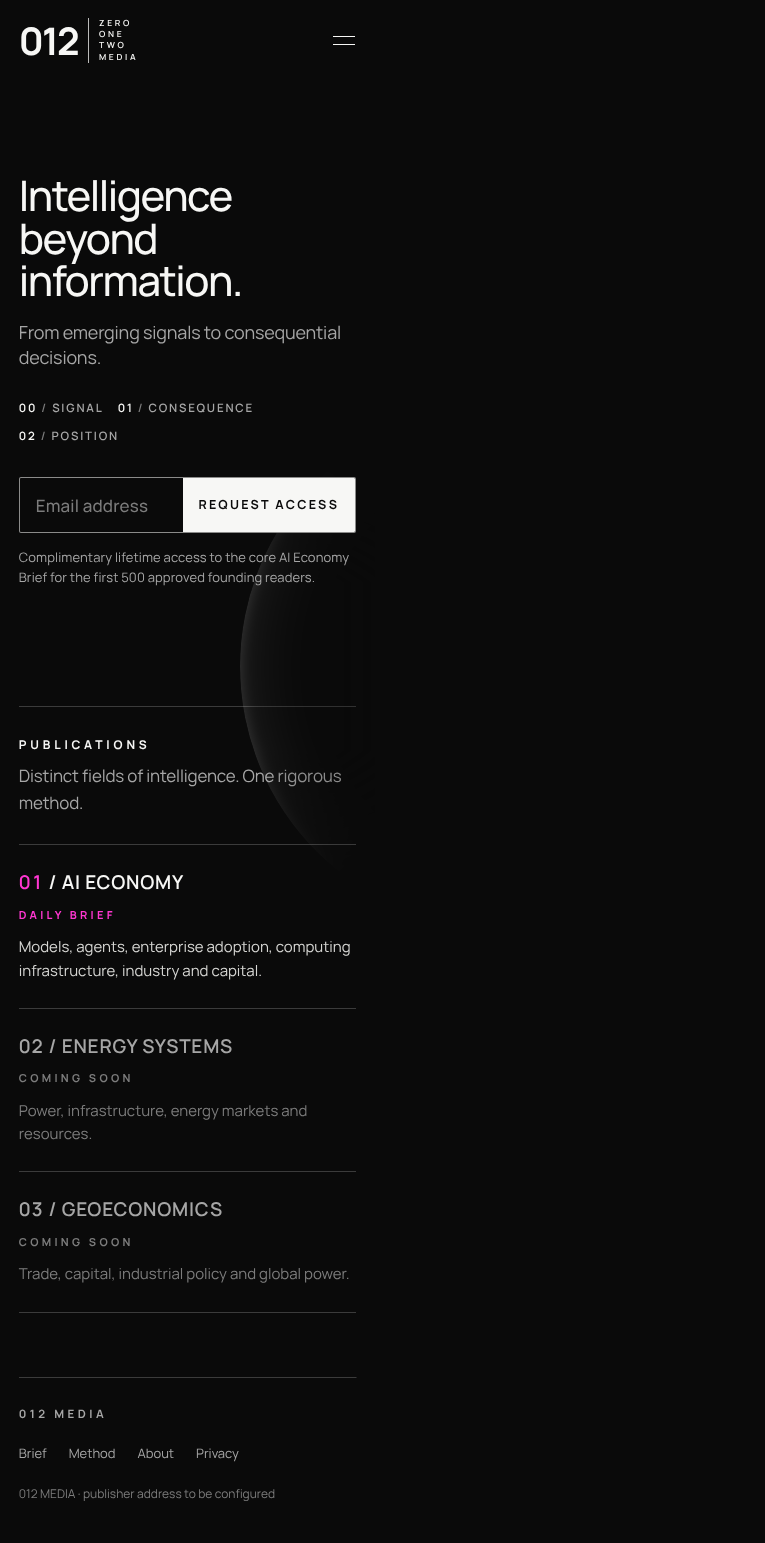 012
ZERO
ONE
TWO
MEDIA
Intelligence
beyond
information.
From emerging signals to consequential
decisions.
00 / SIGNAL 01 / CONSEQUENCE
02 / POSITION
Email address
REQUEST ACCESS
Complimentary lifetime access to the core AI Economy
Brief for the first 500 approved founding readers.
PUBLICATIONS
Distinct fields of intelligence. One rigorous
method.
01 / AI ECONOMY
DAILY BRIEF
Models, agents, enterprise adoption, computing
infrastructure, industry and capital.
02 / ENERGY SYSTEMS
COMING SOON
Power, infrastructure, energy markets and
resources.
03 / GEOECONOMICS
COMING SOON
Trade, capital, industrial policy and global power.
012 MEDIA
Brief Method About Privacy
012 MEDIA · publisher address to be configured